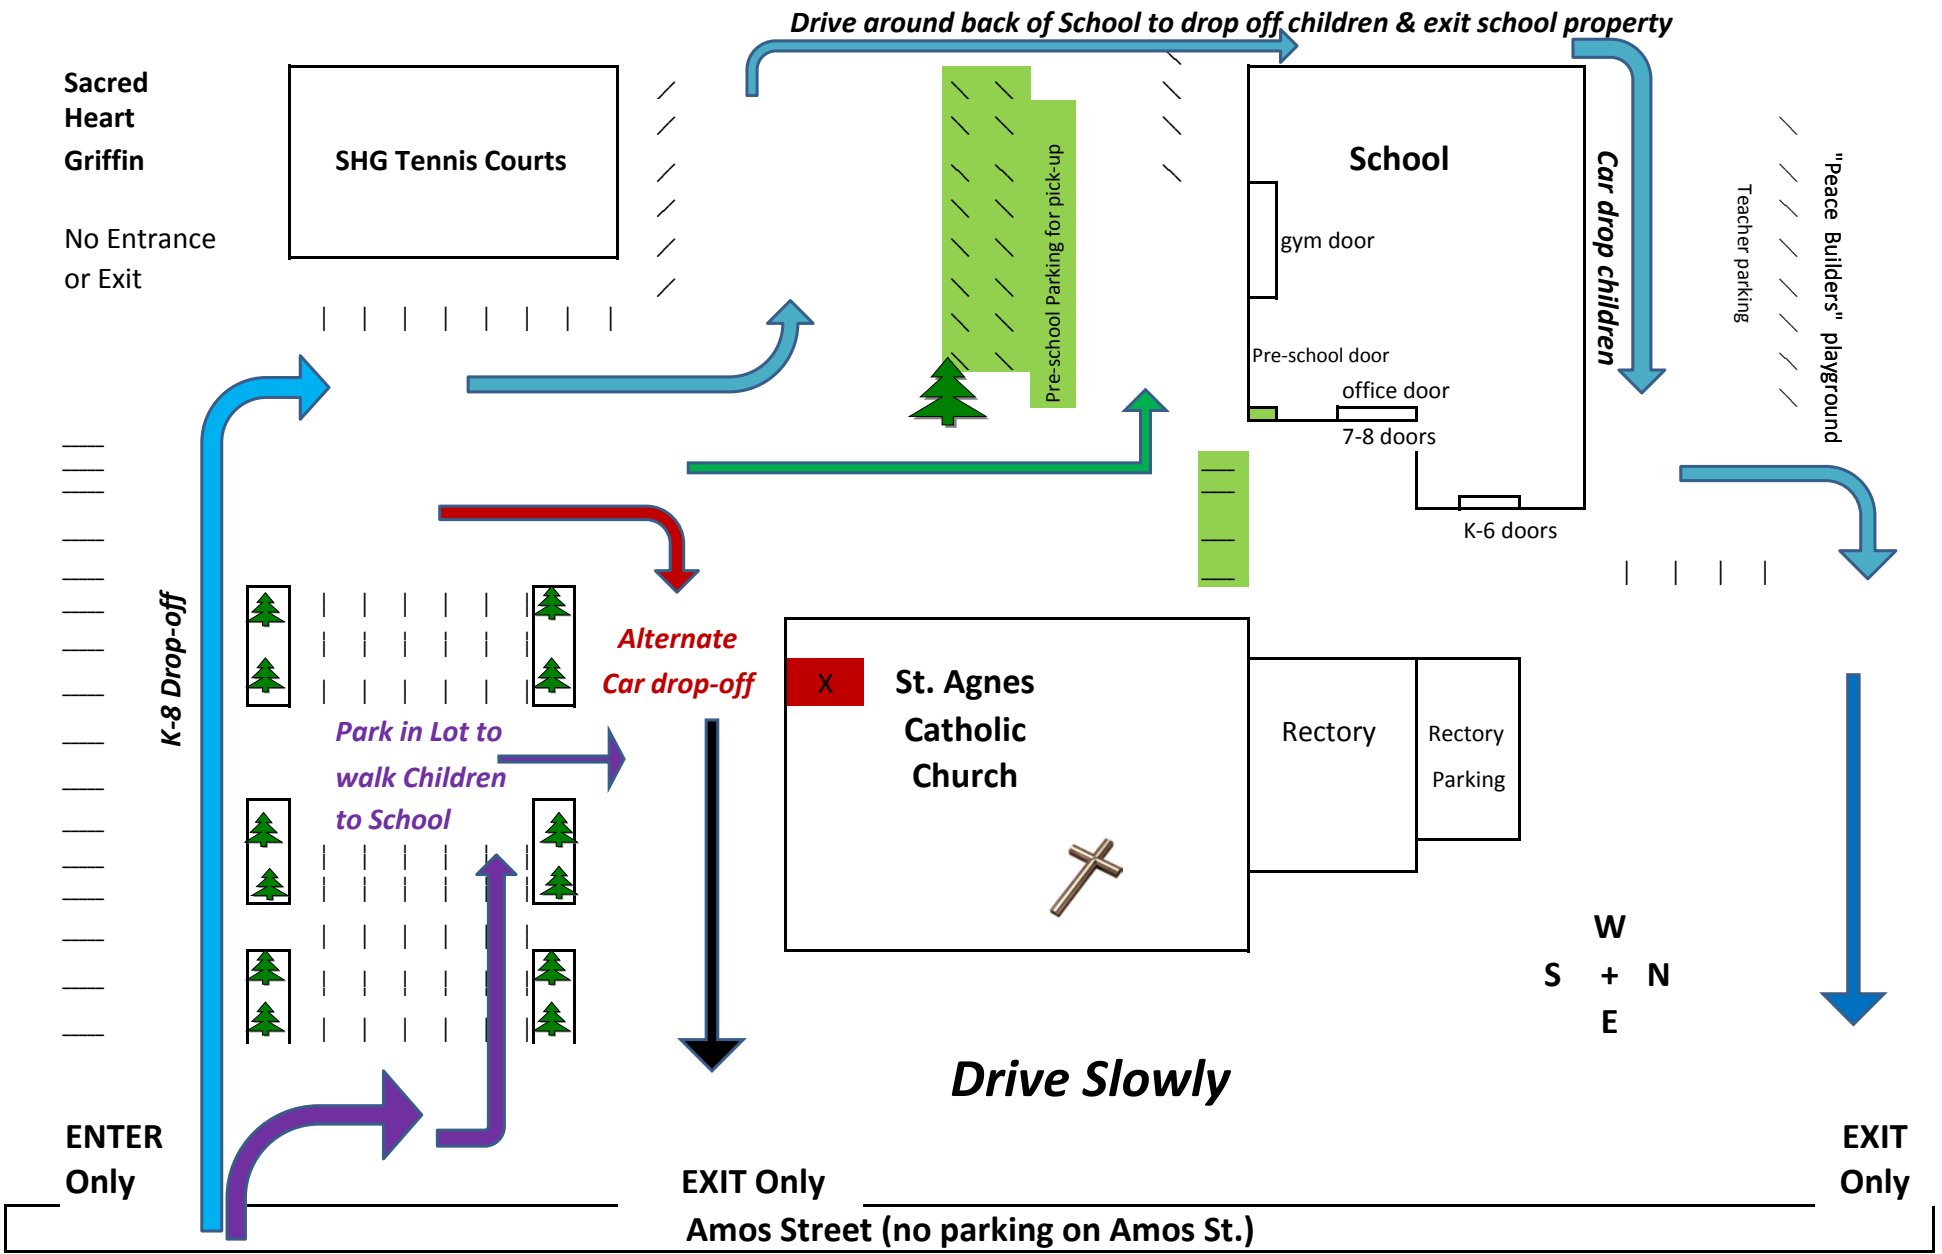 Drive around back of School to drop off children & exit school property
Sacred
Heart
Griffin
No Entrance
or Exit
SHG Tennis Courts
Pre-school Parking for pick-up
School
gym door
Pre-school door
office door
7-8 doors
K-6 doors
Car drop children
Teacher parking
"Peace Builders" playground
K-8 Drop-off
Alternate
Car drop-off
X
St. Agnes
Catholic
Church
Rectory
Rectory
Parking
Park in Lot to
walk Children
to School
W
S + N
E
Drive Slowly
ENTER
Only
EXIT Only
EXIT
Only
Amos Street (no parking on Amos St.)